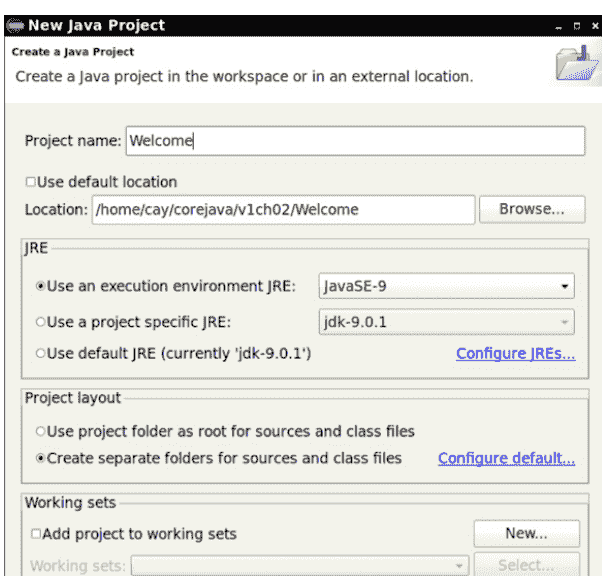 New Java Project
Create a Java Project
Create a Java project in the workspace or in an external location.
Project name: Welcome
Use default location
Location: /home/cay/corejava/v1ch02/Welcome Browse...
JRE
Use an execution environment JRE: JavaSE-9
Use a project specific JRE: jdk-9.0.1
Use default JRE (currently 'jdk-9.0.1') Configure JREs...
Project layout
Use project folder as root for sources and class files
Create separate folders for sources and class files Configure default...
Working sets
Add project to working sets New...
Working sets: Select...